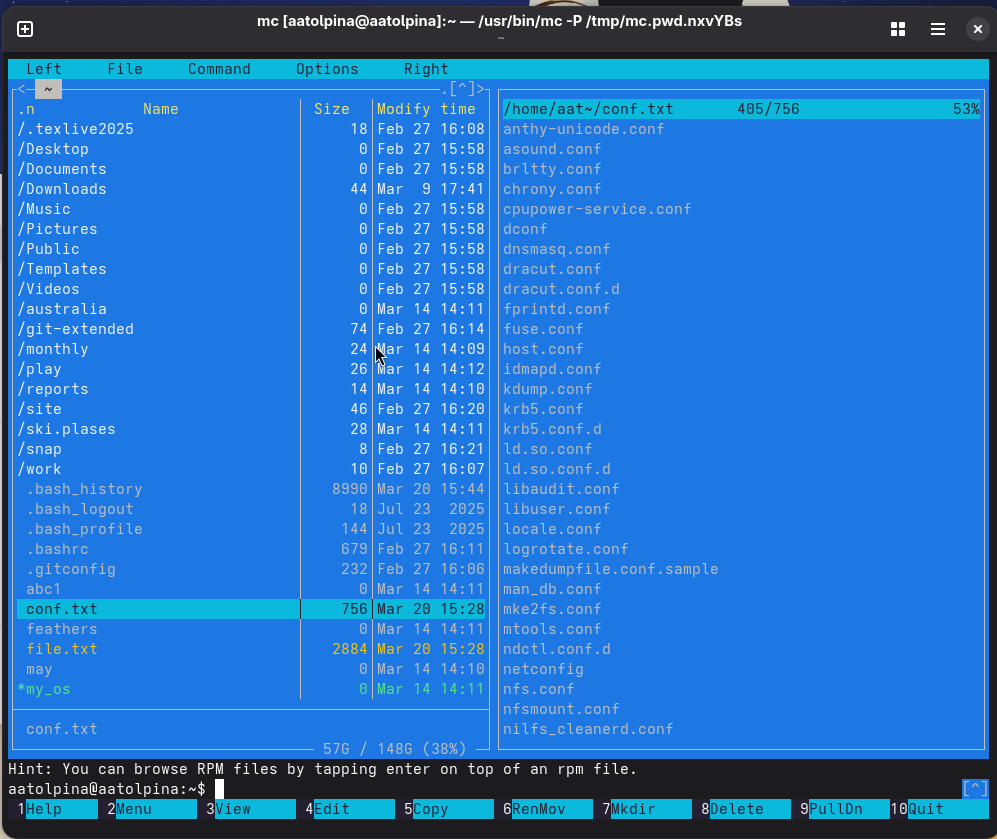 mc [aatolpina@aatolpina]:~ — /usr/bin/mc -P /tmp/mc.pwd.nxvYBs
~
Left File Command Options Right
<─ ~ .[^]>
.n Name Size Modify time
/.texlive2025 18 Feb 27 16:08
/Desktop 0 Feb 27 15:58
/Documents 0 Feb 27 15:58
/Downloads 44 Mar 9 17:41
/Music 0 Feb 27 15:58
/Pictures 0 Feb 27 15:58
/Public 0 Feb 27 15:58
/Templates 0 Feb 27 15:58
/Videos 0 Feb 27 15:58
/australia 0 Mar 14 14:11
/git-extended 74 Feb 27 16:14
/monthly 24 Mar 14 14:09
/play 26 Mar 14 14:12
/reports 14 Mar 14 14:10
/site 46 Feb 27 16:20
/ski.plases 28 Mar 14 14:11
/snap 8 Feb 27 16:21
/work 10 Feb 27 16:07
.bash_history 8990 Mar 20 15:44
.bash_logout 18 Jul 23 2025
.bash_profile 144 Jul 23 2025
.bashrc 679 Feb 27 16:11
.gitconfig 232 Feb 27 16:06
abc1 0 Mar 14 14:11
conf.txt 756 Mar 20 15:28
feathers 0 Mar 14 14:11
file.txt 2884 Mar 20 15:28
may 0 Mar 14 14:10
*my_os 0 Mar 14 14:11
conf.txt
57G / 148G (38%)
/home/aat~/conf.txt 405/756 53%
anthy-unicode.conf
asound.conf
brltty.conf
chrony.conf
cpupower-service.conf
dconf
dnsmasq.conf
dracut.conf
dracut.conf.d
fprintd.conf
fuse.conf
host.conf
idmapd.conf
kdump.conf
krb5.conf
krb5.conf.d
ld.so.conf
ld.so.conf.d
libaudit.conf
libuser.conf
locale.conf
logrotate.conf
makedumpfile.conf.sample
man_db.conf
mke2fs.conf
mtools.conf
ndctl.conf.d
netconfig
nfs.conf
nfsmount.conf
nilfs_cleanerd.conf
Hint: You can browse RPM files by tapping enter on top of an rpm file.
aatolpina@aatolpina:~$ [^]
1Help 2Menu 3View 4Edit 5Copy 6RenMov 7Mkdir 8Delete 9PullDn 10Quit